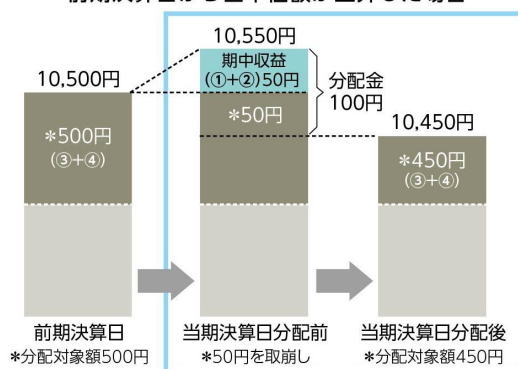 10,500円
*500円
(③+④)
10,550円
期中収益
(①+②)50円
*50円
分配金
100円
10,450円
*450円
(③+④)
前期決算日
*分配対象額500円
当期決算日分配前
*50円を取崩し
当期決算日分配後
*分配対象額450円